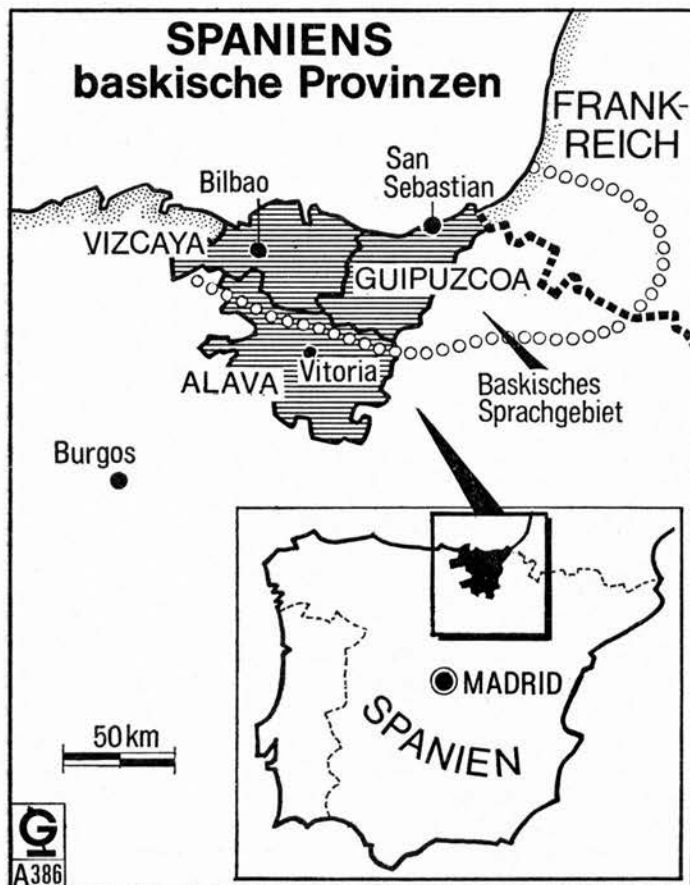 SPANIENS
baskische Provinzen
FRANK-
REICH
San
Sebastian
Bilbao
VIZCAYA
GUIPUZCOA
ALAVA
Vitoria
Baskisches
Sprachgebiet
Burgos
MADRID
SPANIEN
50 km
G
A386